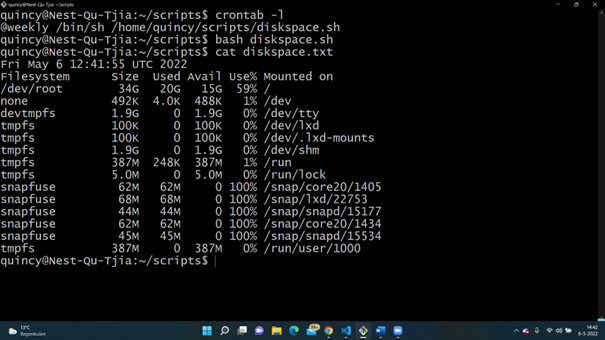 quincy@Nest-Qu-Tjia: ~/scripts
quincy@Nest-Qu-Tjia:~/scripts$ crontab -l
@weekly /bin/sh /home/quincy/scripts/diskspace.sh
quincy@Nest-Qu-Tjia:~/scripts$ bash diskspace.sh
quincy@Nest-Qu-Tjia:~/scripts$ cat diskspace.txt
Fri May 6 12:41:55 UTC 2022
Filesystem Size Used Avail Use% Mounted on
/dev/root 34G 20G 15G 59% /
none 492K 4.0K 488K 1% /dev
devtmpfs 1.9G 0 1.9G 0% /dev/tty
tmpfs 100K 0 100K 0% /dev/lxd
tmpfs 100K 0 100K 0% /dev/.lxd-mounts
tmpfs 1.9G 0 1.9G 0% /dev/shm
tmpfs 387M 248K 387M 1% /run
tmpfs 5.0M 0 5.0M 0% /run/lock
snapfuse 62M 62M 0 100% /snap/core20/1405
snapfuse 68M 68M 0 100% /snap/lxd/22753
snapfuse 44M 44M 0 100% /snap/snapd/15177
snapfuse 62M 62M 0 100% /snap/core20/1434
snapfuse 45M 45M 0 100% /snap/snapd/15534
tmpfs 387M 0 387M 0% /run/user/1000
quincy@Nest-Qu-Tjia:~/scripts$
13°C
Regenbuien
99+
14:42
6-5-2022